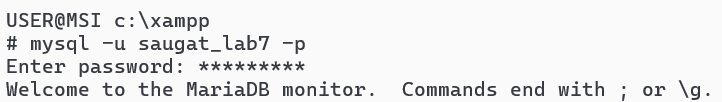 USER@MSI c:\xampp
# mysql -u saugat_lab7 -p
Enter password: *********
Welcome to the MariaDB monitor.  Commands end with ; or \g.